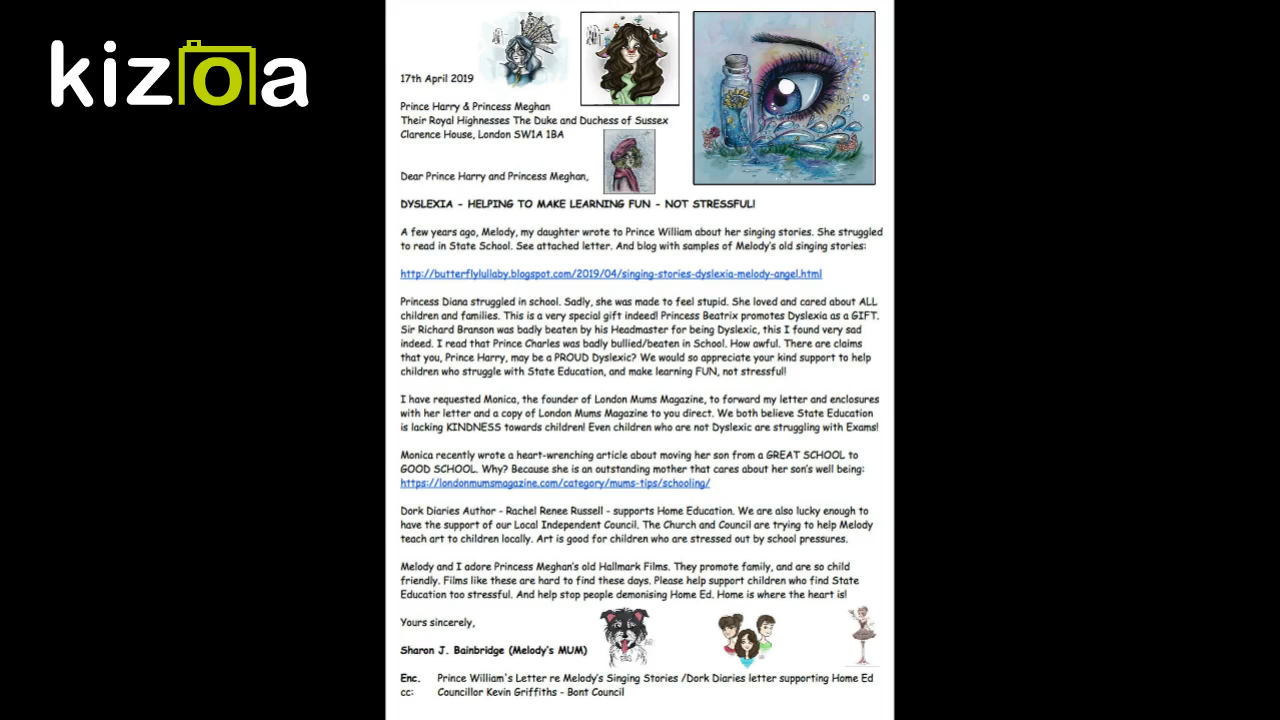 kizoa
17th April 2019
Prince Harry & Princess Meghan
Their Royal Highnesses The Duke and Duchess of Sussex
Clarence House, London SW1A 1BA
Dear Prince Harry and Princess Meghan,
DYSLEXIA - HELPING TO MAKE LEARNING FUN - NOT STRESSFUL!
A few years ago, Melody, my daughter wrote to Prince William about her singing stories. She struggled
to read in State School. See attached letter. And blog with samples of Melody's old singing stories:
http://butterflylullaby.blogspot.com/2019/04/singing-stories-dyslexia-melody-angel.html
Princess Diana struggled in school. Sadly, she was made to feel stupid. She loved and cared about ALL
children and families. This is a very special gift indeed! Princess Beatrix promotes Dyslexia as a GIFT.
Sir Richard Branson was badly beaten by his Headmaster for being Dyslexic, this I found very sad
indeed. I read that Prince Charles was badly bullied/beaten in School. How awful. There are claims
that you, Prince Harry, may be a PROUD Dyslexic? We would so appreciate your kind support to help
children who struggle with State Education, and make learning FUN, not stressful!
I have requested Monica, the founder of London Mums Magazine, to forward my letter and enclosures
with her letter and a copy of London Mums Magazine to you direct. We both believe State Education
is lacking KINDNESS towards children! Even children who are not Dyslexic are struggling with Exams!
Monica recently wrote a heart-wrenching article about moving her son from a GREAT SCHOOL to
GOOD SCHOOL. Why? Because she is an outstanding mother that cares about her son's well being:
https://londonmumsmagazine.com/category/mums-tips/schooling/
Dork Diaries Author - Rachel Renee Russell - supports Home Education. We are also lucky enough to
have the support of our Local Independent Council. The Church and Council are trying to help Melody
teach art to children locally. Art is good for children who are stressed out by school pressures.
Melody and I adore Princess Meghan's old Hallmark Films. They promote family, and are so child
friendly. Films like these are hard to find these days. Please help support children who find State
Education too stressful. And help stop people demonising Home Ed. Home is where the heart is!
Yours sincerely,
Sharon J. Bainbridge (Melody's MUM)
Enc. Prince William's Letter re Melody's Singing Stories /Dork Diaries letter supporting Home Ed
cc: Councillor Kevin Griffiths - Bont Council